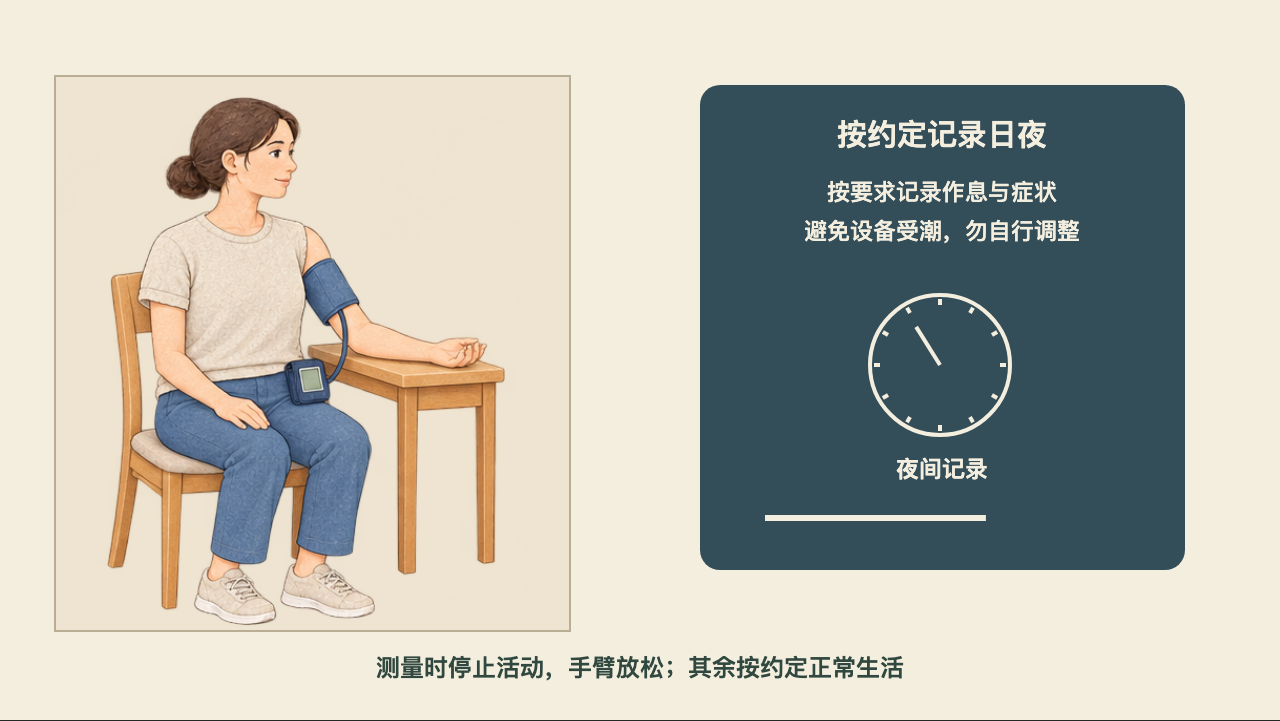 按约定记录日夜
按要求记录作息与症状
避免设备受潮，勿自行调整
夜间记录
测量时停止活动，手臂放松；其余按约定正常生活